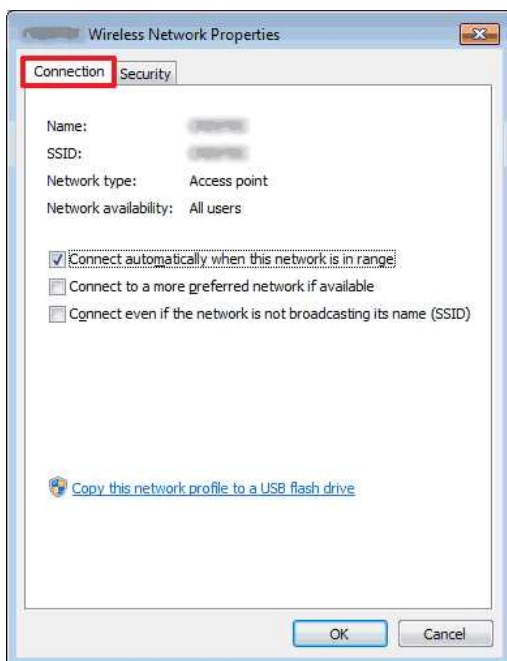 Wireless Network Properties
Connection Security
Name:
SSID:
Network type: Access point
Network availability: All users
Connect automatically when this network is in range
Connect to a more preferred network if available
Connect even if the network is not broadcasting its name (SSID)
Copy this network profile to a USB flash drive
OK Cancel